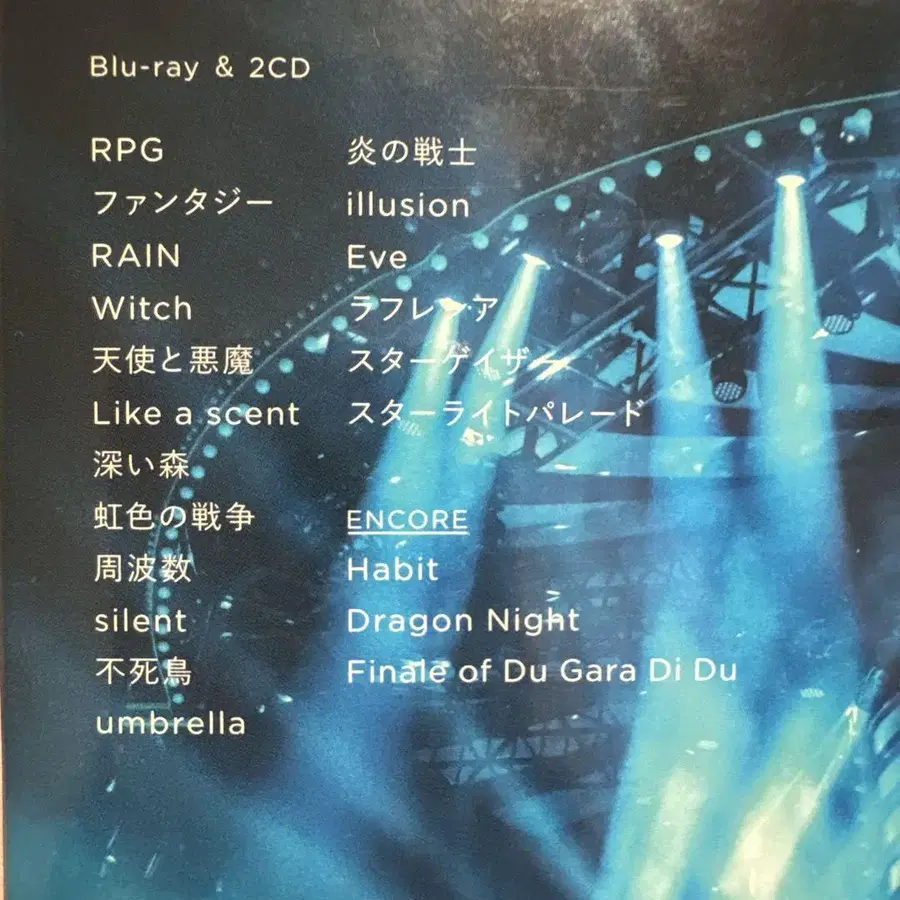 Blu-ray & 2CD
RPG
ファンタジー
RAIN
Witch
天使と悪魔
Like a scent
深い森
虹色の戦争
周波数
silent
不死鳥
umbrella
炎の戦士
illusion
Eve
ラフレシア
スターゲイザー
スターライトパレード
ENCORE
Habit
Dragon Night
Finale of Du Gara Di Du